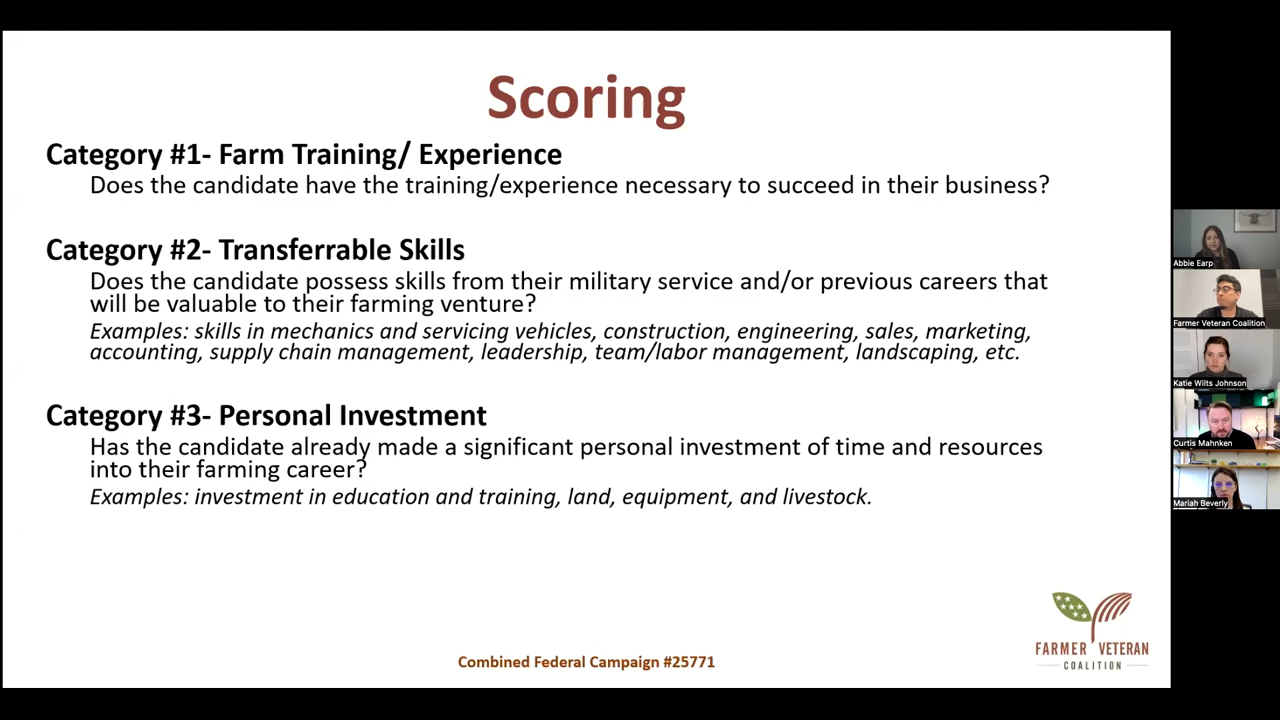 Scoring
Category #1- Farm Training/ Experience
Does the candidate have the training/experience necessary to succeed in their business?
Category #2- Transferrable Skills
Does the candidate possess skills from their military service and/or previous careers that
will be valuable to their farming venture?
Examples: skills in mechanics and servicing vehicles, construction, engineering, sales, marketing,
accounting, supply chain management, leadership, team/labor management, landscaping, etc.
Category #3- Personal Investment
Has the candidate already made a significant personal investment of time and resources
into their farming career?
Examples: investment in education and training, land, equipment, and livestock.
Combined Federal Campaign #25771
FARMER VETERAN
COALITION
Abbie Earp
Farmer Veteran Coalition
Katie Wilts Johnson
Curtis Mahnken
Mariah Beverly